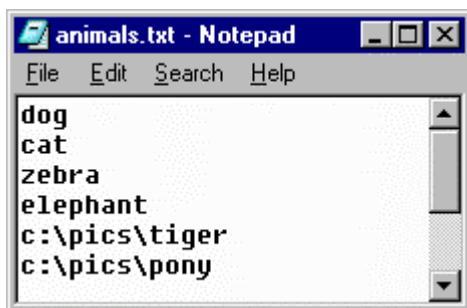 animals.txt - Notepad
File Edit Search Help
dog
cat
zebra
elephant
c:\pics\tiger
c:\pics\pony